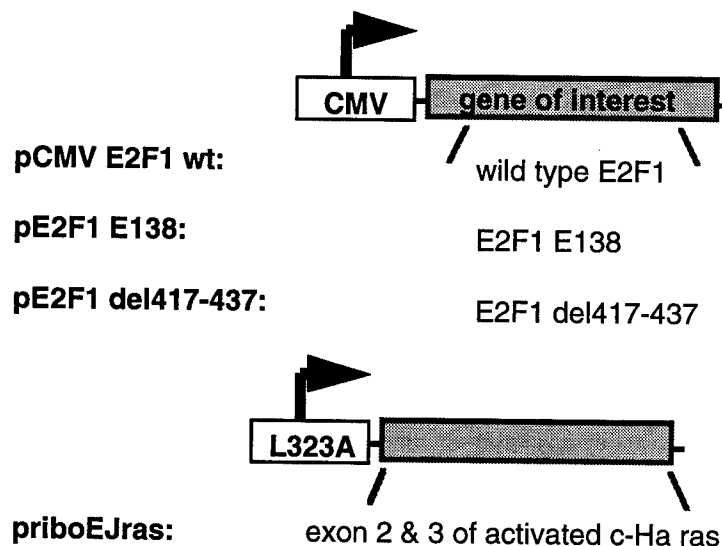 CMV gene of Interest
pCMV E2F1 wt: wild type E2F1
pE2F1 E138: E2F1 E138
pE2F1 del417-437: E2F1 del417-437
L323A
priboEJras: exon 2 & 3 of activated c-Ha ras